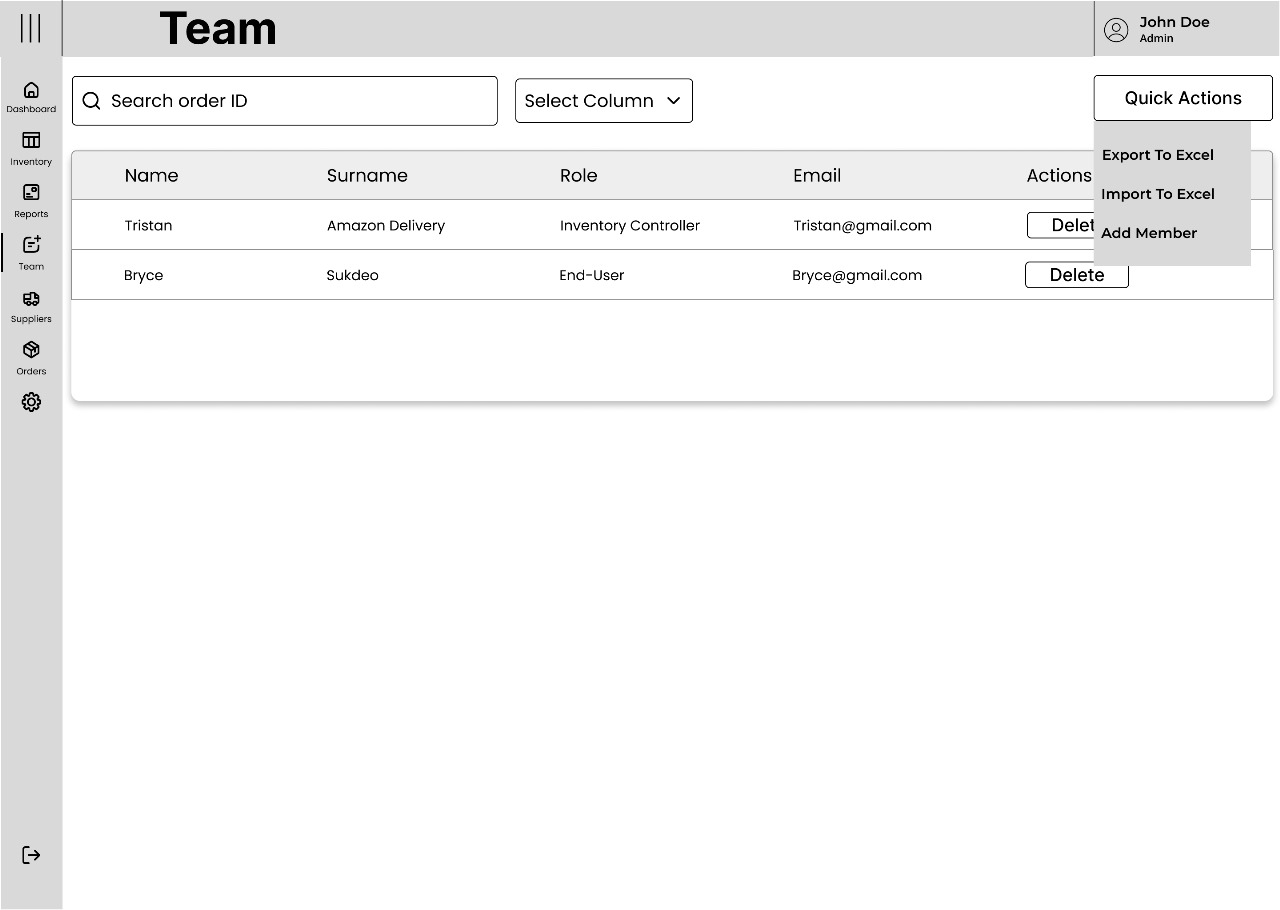 Team
John Doe
Admin
Dashboard
Inventory
Reports
Team
Suppliers
Orders
Search order ID
Select Column
Quick Actions
Export To Excel
Import To Excel
Add Member
Name Surname Role Email Actions
Tristan Amazon Delivery Inventory Controller Tristan@gmail.com Delet
Bryce Sukdeo End-User Bryce@gmail.com Delete